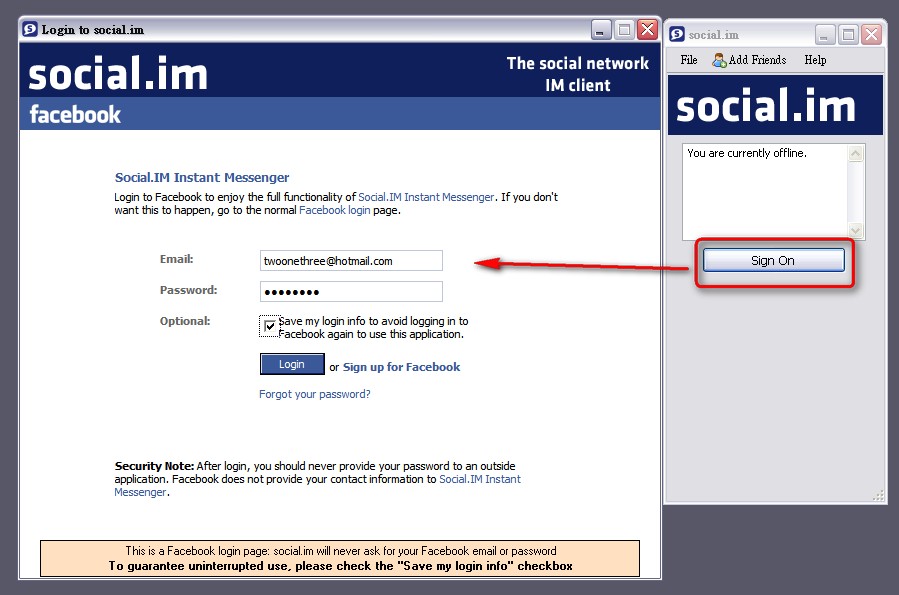 Login to social.im
social.im
The social network
IM client
facebook
Social.IM Instant Messenger
Login to Facebook to enjoy the full functionality of Social.IM Instant Messenger. If you don't
want this to happen, go to the normal Facebook login page.
Email:
twoonethree@hotmail.com
Password:
Optional:
Save my login info to avoid logging in to
Facebook again to use this application.
Login or Sign up for Facebook
Forgot your password?
Security Note: After login, you should never provide your password to an outside
application. Facebook does not provide your contact information to Social.IM Instant
Messenger.
This is a Facebook login page: social.im will never ask for your Facebook email or password
To guarantee uninterrupted use, please check the "Save my login info" checkbox
social.im
File Add Friends Help
social.im
You are currently offline.
Sign On